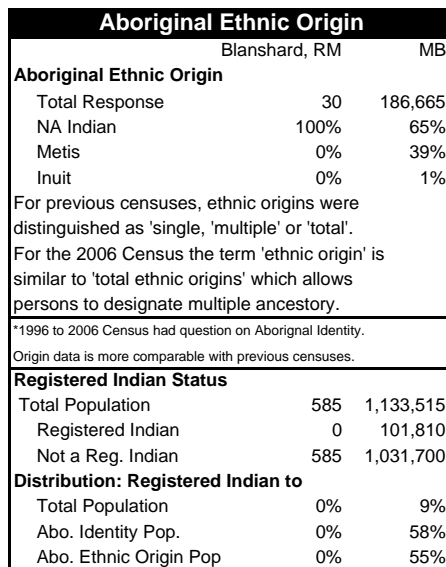 Aboriginal Ethnic Origin
Blanshard, RM MB
Aboriginal Ethnic Origin
Total Response 30 186,665
NA Indian 100% 65%
Metis 0% 39%
Inuit 0% 1%
For previous censuses, ethnic origins were
distinguished as 'single, 'multiple' or 'total'.
For the 2006 Census the term 'ethnic origin' is
similar to 'total ethnic origins' which allows
persons to designate multiple ancestory.
*1996 to 2006 Census had question on Aborignal Identity.
Origin data is more comparable with previous censuses.
Registered Indian Status
Total Population 585 1,133,515
Registered Indian 0 101,810
Not a Reg. Indian 585 1,031,700
Distribution: Registered Indian to
Total Population 0% 9%
Abo. Identity Pop. 0% 58%
Abo. Ethnic Origin Pop 0% 55%